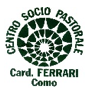 CENTRO SOCIO PASTORALE
Card. FERRARI
Como